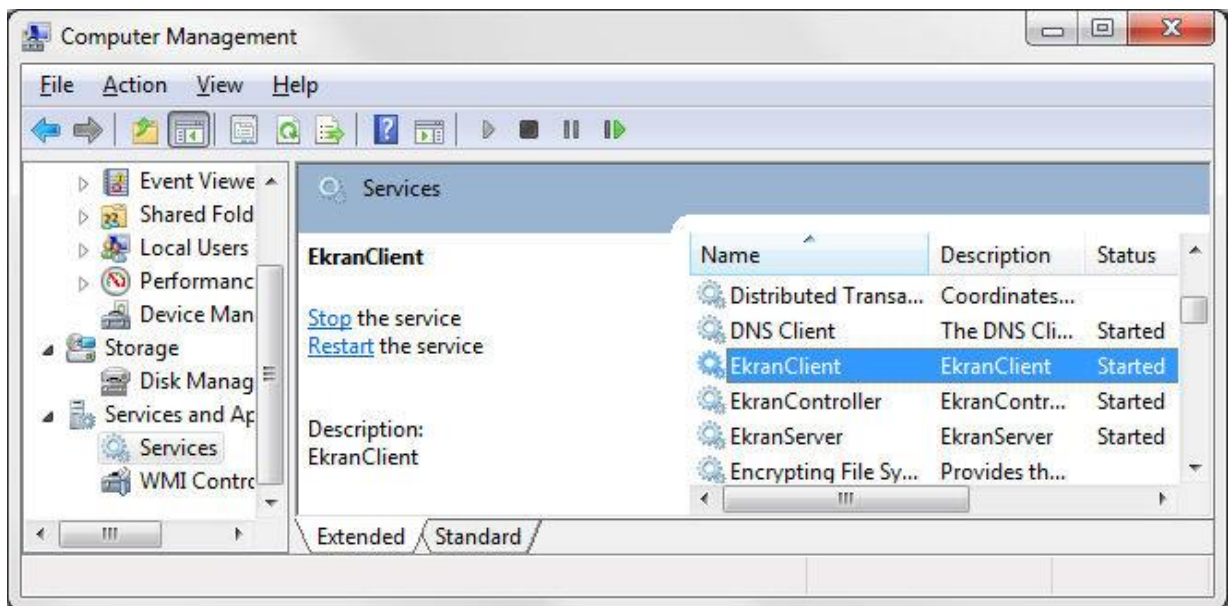 Computer Management
File Action View Help
Event Viewe
Shared Fold
Local Users
Performanc
Device Man
Storage
Disk Manag
Services and Ap
Services
WMI Contro
Services
EkranClient
Stop the service
Restart the service
Description:
EkranClient
Name Description Status
Distributed Transa... Coordinates...
DNS Client The DNS Cli... Started
EkranClient EkranClient Started
EkranController EkranContr... Started
EkranServer EkranServer Started
Encrypting File Sy... Provides th...
Extended Standard